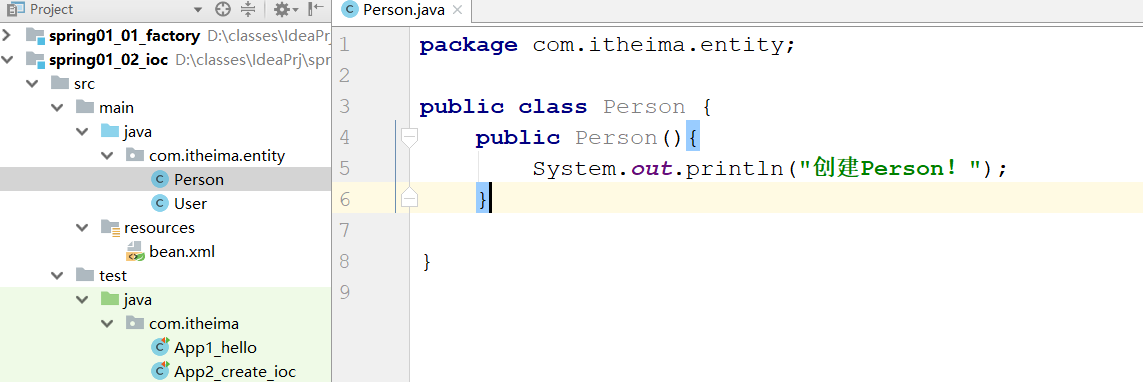 Project
spring01_01_factory D:\classes\IdeaPrj\spring01_01_factory
spring01_02_ioc D:\classes\IdeaPrj\spr
src
main
java
com.itheima.entity
Person
User
resources
bean.xml
test
java
com.itheima
App1_hello
App2_create_ioc
Person.java
1 package com.itheima.entity;
2
3 public class Person {
4 public Person(){
5 System.out.println("创建Person！");
6 }
7
8 }
9